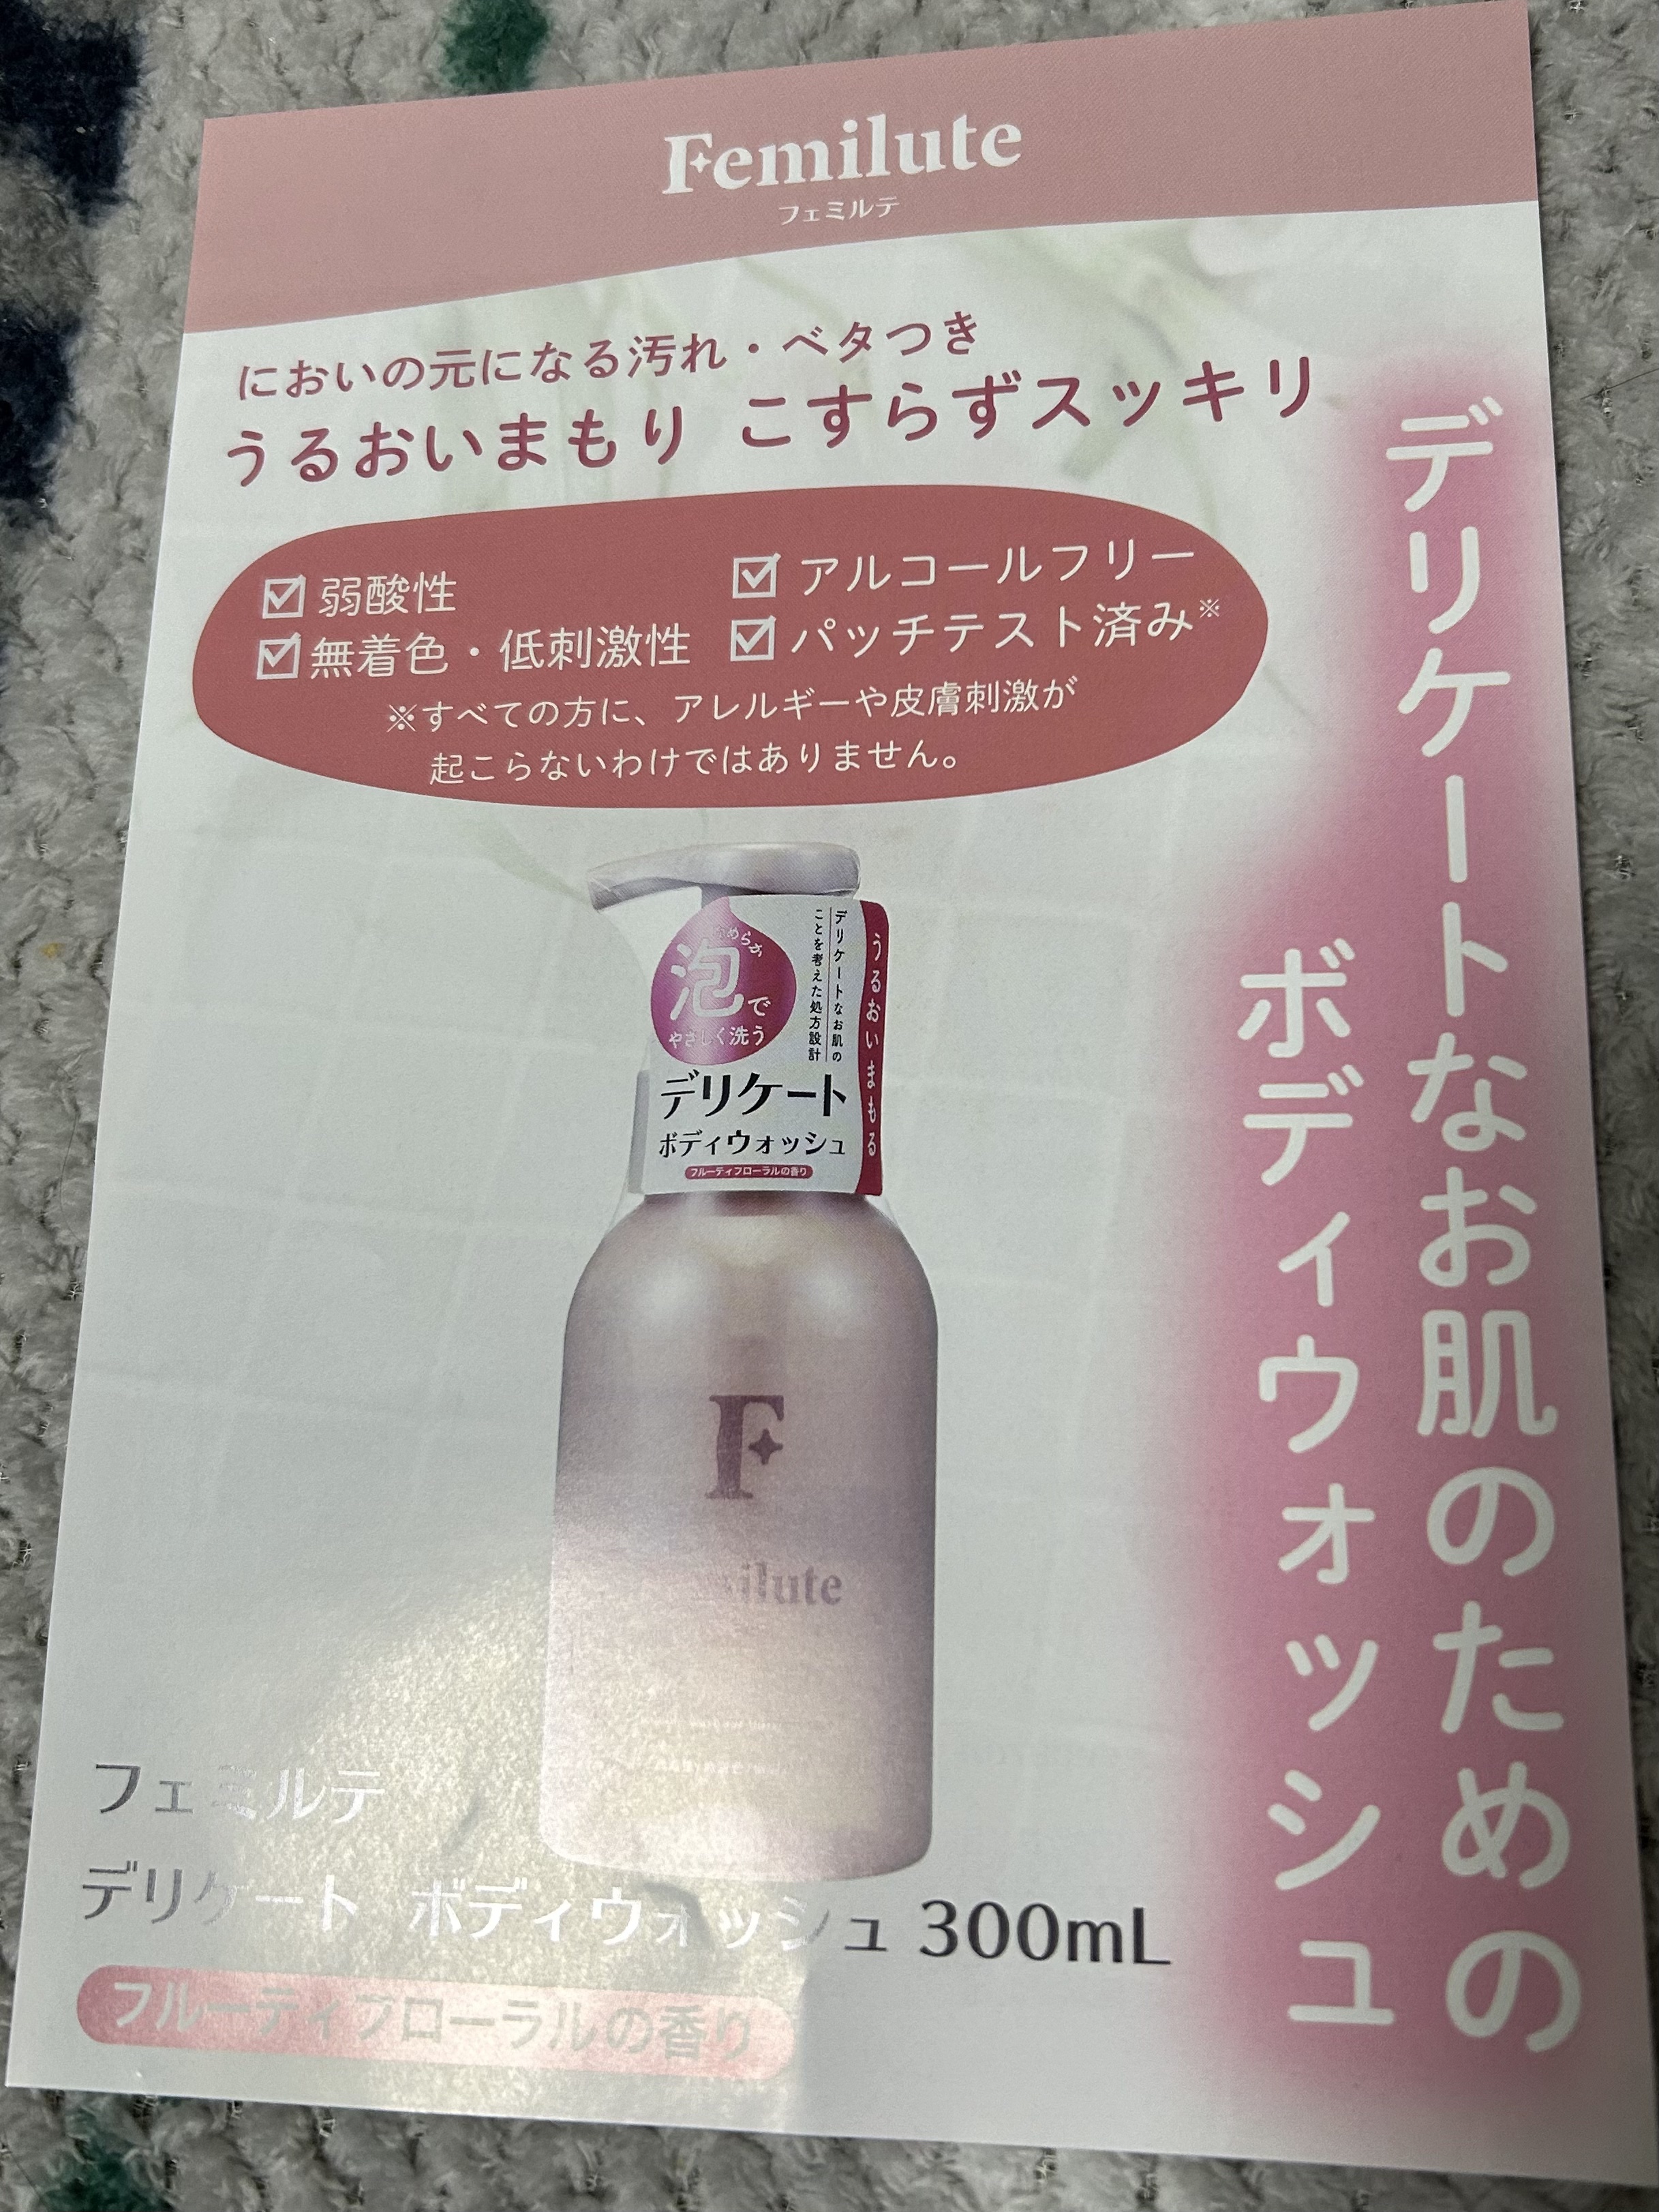 Femilute
フェミルテ
においの元になる汚れ・ベタつき
うるおいまもり こすらずスッキリ
☑弱酸性
☑アルコールフリー
☑無着色・低刺激性
☑パッチテスト済み※
※すべての方に、アレルギーや皮膚刺激が
起こらないわけではありません。
デリケートなお肌のための
ボディウォッシュ
なめらか
泡で
やさしく洗う
デリケートなお肌の
ことを考えた処方設計
うるおいまもる
デリケート
ボディウォッシュ
フルーティフローラルの香り
F
ilute
フェミルテ
デリケート ボディウォッシュ 300mL
フルーティフローラルの香り